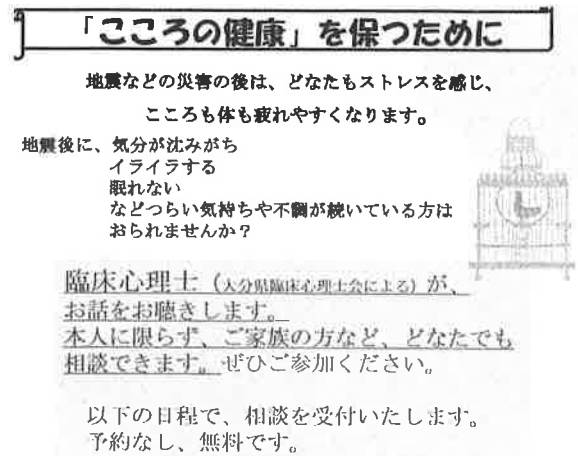 「こころの健康」を保つために
地震などの災害の後は、どなたもストレスを感じ、
こころも体も疲れやすくなります。
地震後に、気分が沈みがち
イライラする
眠れない
などつらい気持ちや不調が続いている方は
おられませんか？
臨床心理士（大分県臨床心理士会による）が、
お話をお聴きします。
本人に限らず、ご家族の方など、どなたでも
相談できます。ぜひご参加ください。
以下の日程で、相談を受付いたします。
予約なし、無料です。